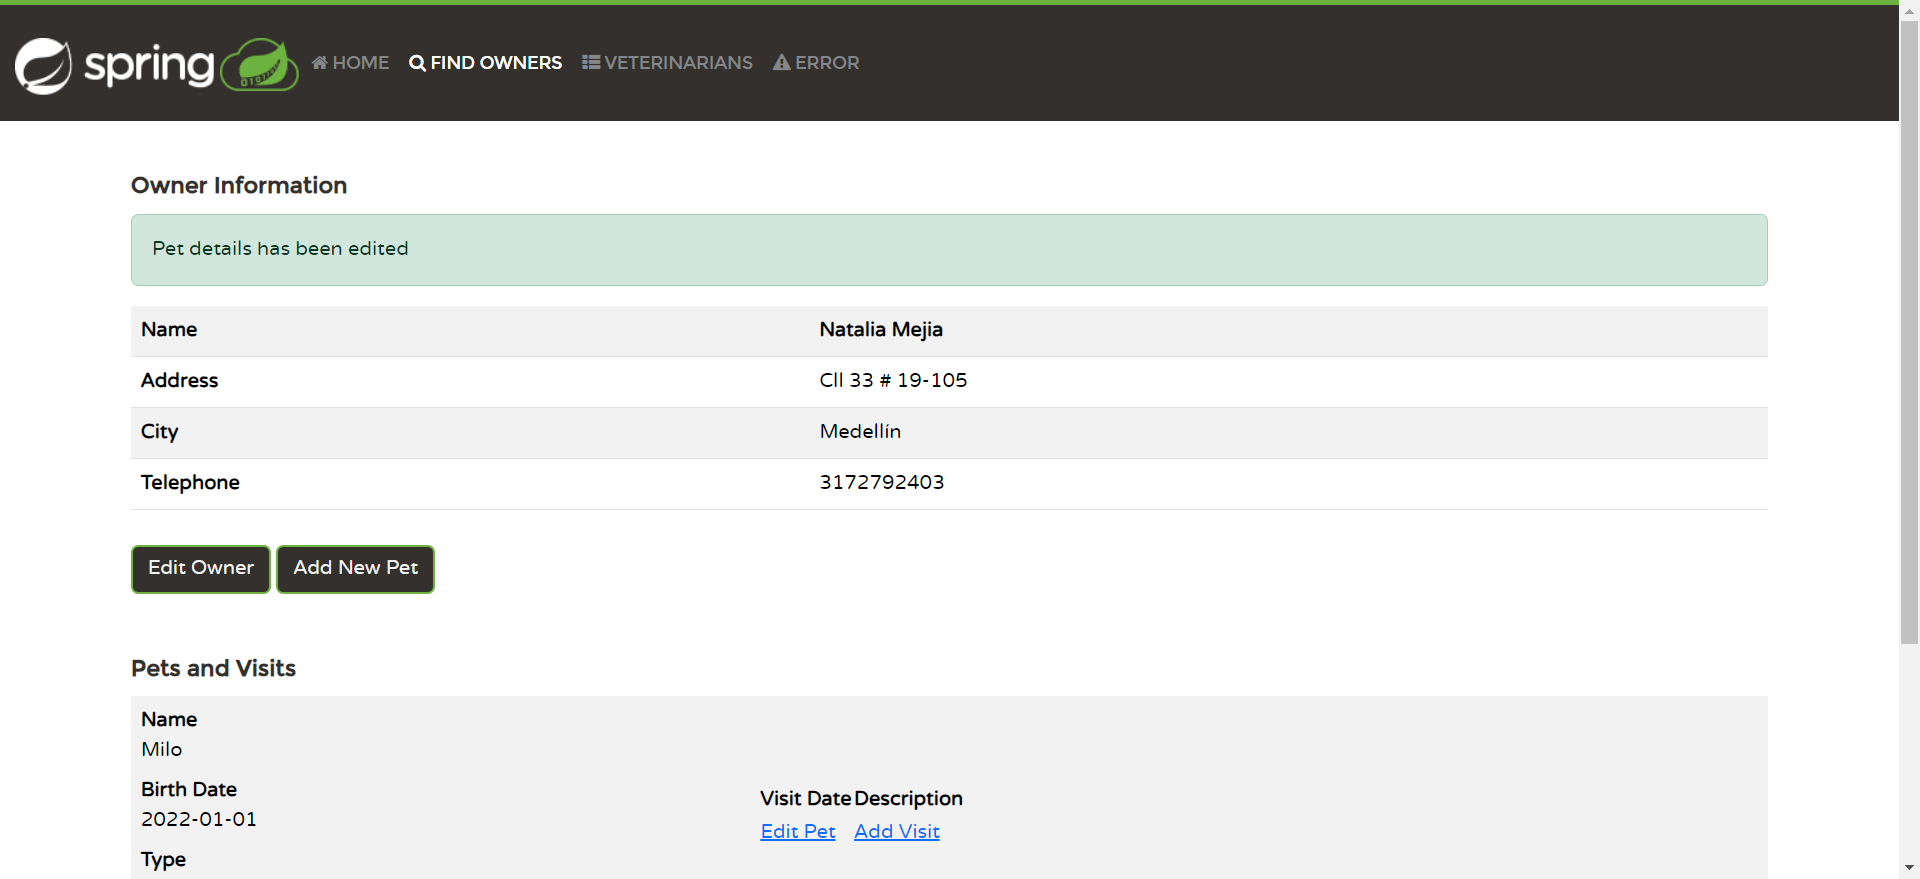 spring
HOME FIND OWNERS VETERINARIANS ERROR
Owner Information
Pet details has been edited
Name Natalia Mejia
Address Cll 33 # 19-105
City Medellín
Telephone 3172792403
Edit Owner Add New Pet
Pets and Visits
Name
Milo
Birth Date
2022-01-01
Visit Date Description
Edit Pet Add Visit
Type